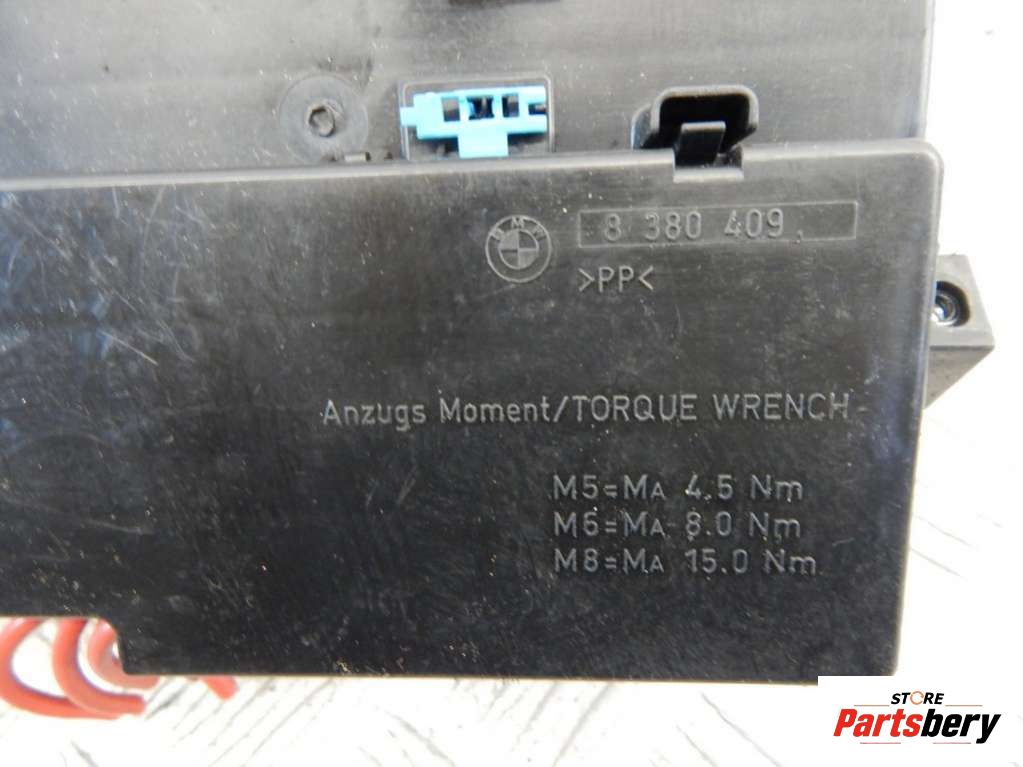 BMW
8 380 409
>PP<
Anzugs Moment/TORQUE WRENCH
M5=MA 4.5 Nm
M6=MA 8.0 Nm
M8=MA 15.0 Nm
STORE
Partsbery